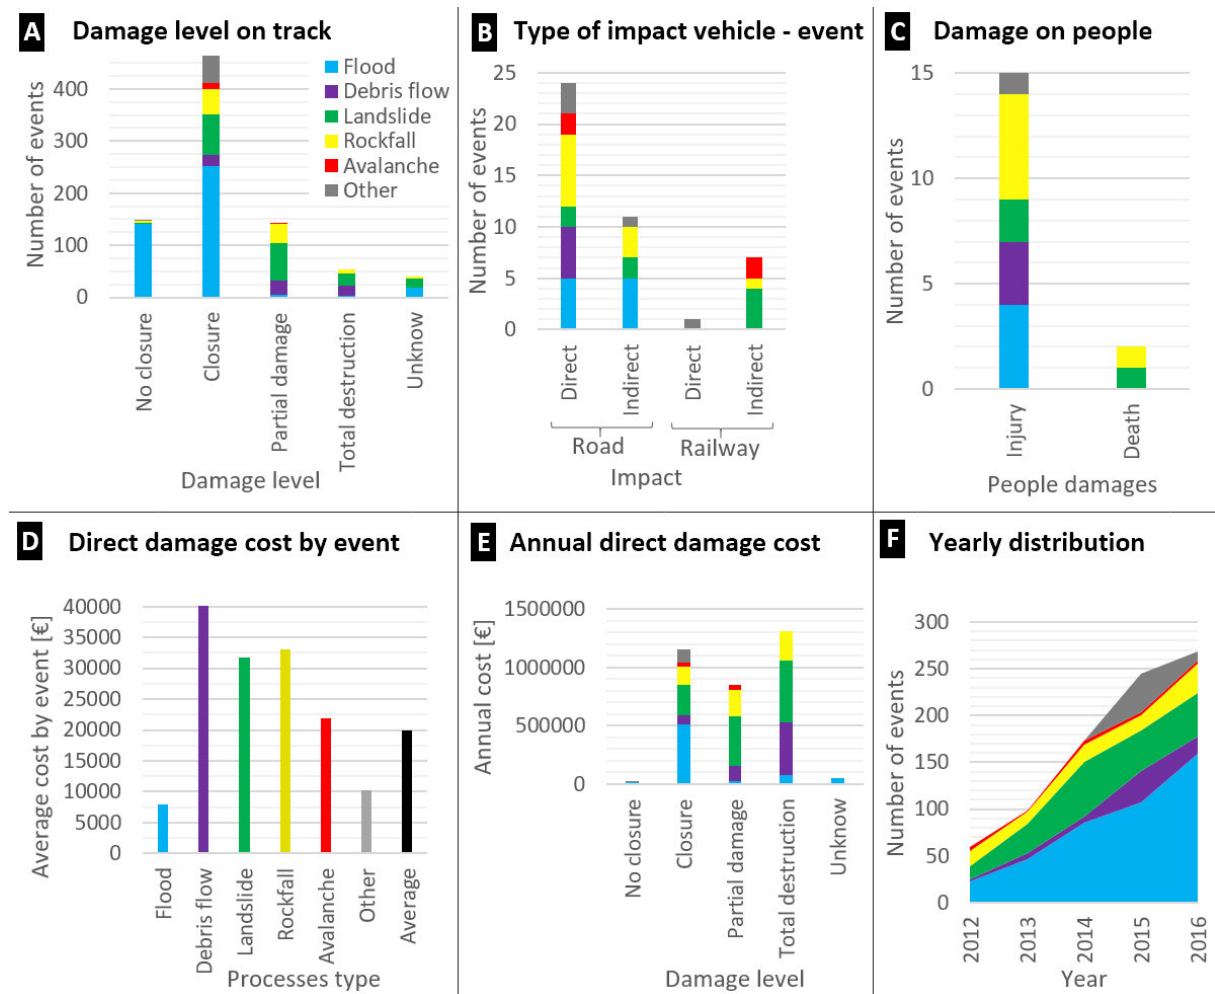 A Damage level on track
Number of events
400
300
200
100
0
Flood
Debris flow
Landslide
Rockfall
Avalanche
Other
No closure
Closure
Partial damage
Total destruction
Unknow
Damage level
B Type of impact vehicle - event
Number of events
25
20
15
10
5
0
Direct
Indirect
Direct
Indirect
Road
Railway
Impact
C Damage on people
Number of events
15
10
5
0
Injury
Death
People damages
D Direct damage cost by event
Average cost by event [€]
40000
35000
30000
25000
20000
15000
10000
5000
0
Flood
Debris flow
Landslide
Rockfall
Avalanche
Other
Average
Processes type
E Annual direct damage cost
Annual cost [€]
1500000
1000000
500000
0
No closure
Closure
Partial damage
Total destruction
Unknow
Damage level
F Yearly distribution
Number of events
300
250
200
150
100
50
0
2012
2013
2014
2015
2016
Year